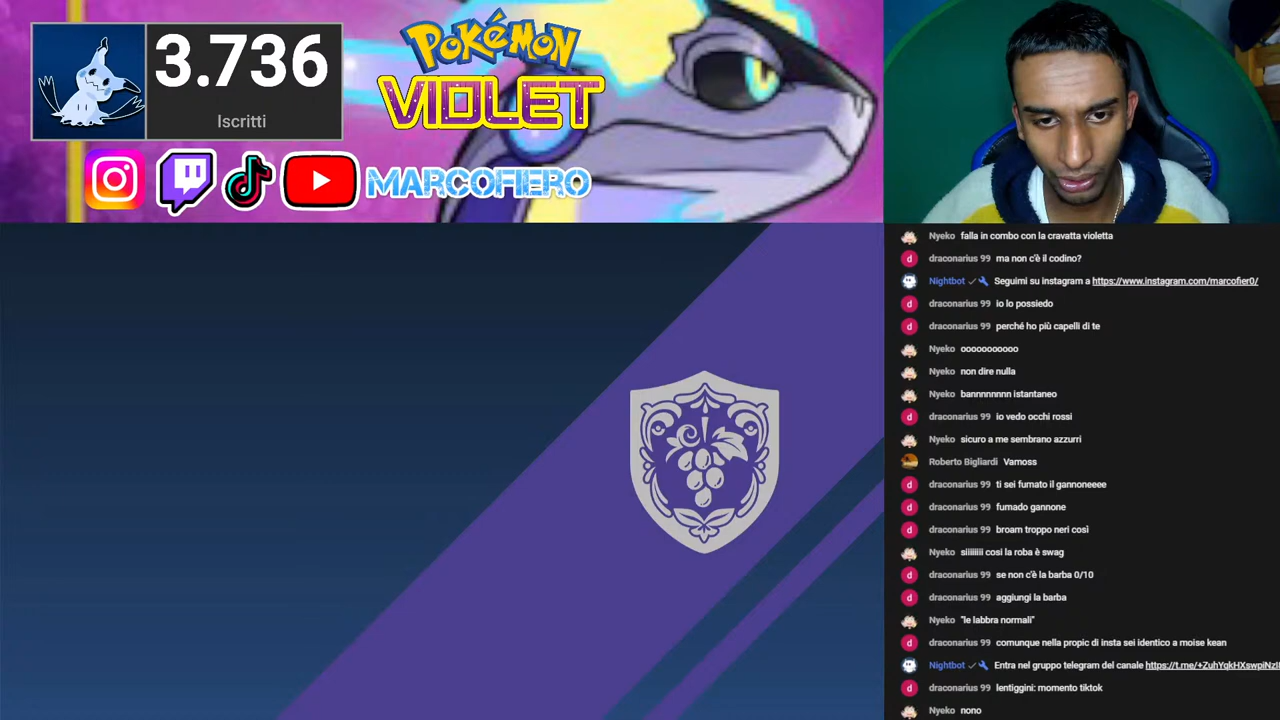 3.736
Iscritti
POKÉMON
VIOLET
MARCOFIERO
Nyeko falla in combo con la cravatta violetta
d draconarius 99 ma non c'è il codino?
Nightbot Seguimi su instagram a https://www.instagram.com/marcofier0/
d draconarius 99 io lo possiedo
d draconarius 99 perché ho più capelli di te
Nyeko ooooooooooo
Nyeko non dire nulla
Nyeko bannnnnnnn istantaneo
d draconarius 99 io vedo occhi rossi
Nyeko sicuro a me sembrano azzurri
Roberto Bigliardi Vamoss
d draconarius 99 ti sei fumato il gannoneeee
d draconarius 99 fumado gannone
d draconarius 99 broam troppo neri così
Nyeko siiiiiiii cosi la roba è swag
d draconarius 99 se non c'è la barba 0/10
d draconarius 99 aggiungi la barba
Nyeko "le labbra normali"
d draconarius 99 comunque nella propic di insta sei identico a moise kean
Nightbot Entra nel gruppo telegram del canale
d draconarius 99 lentiggini: momento tiktok
Nyeko nono